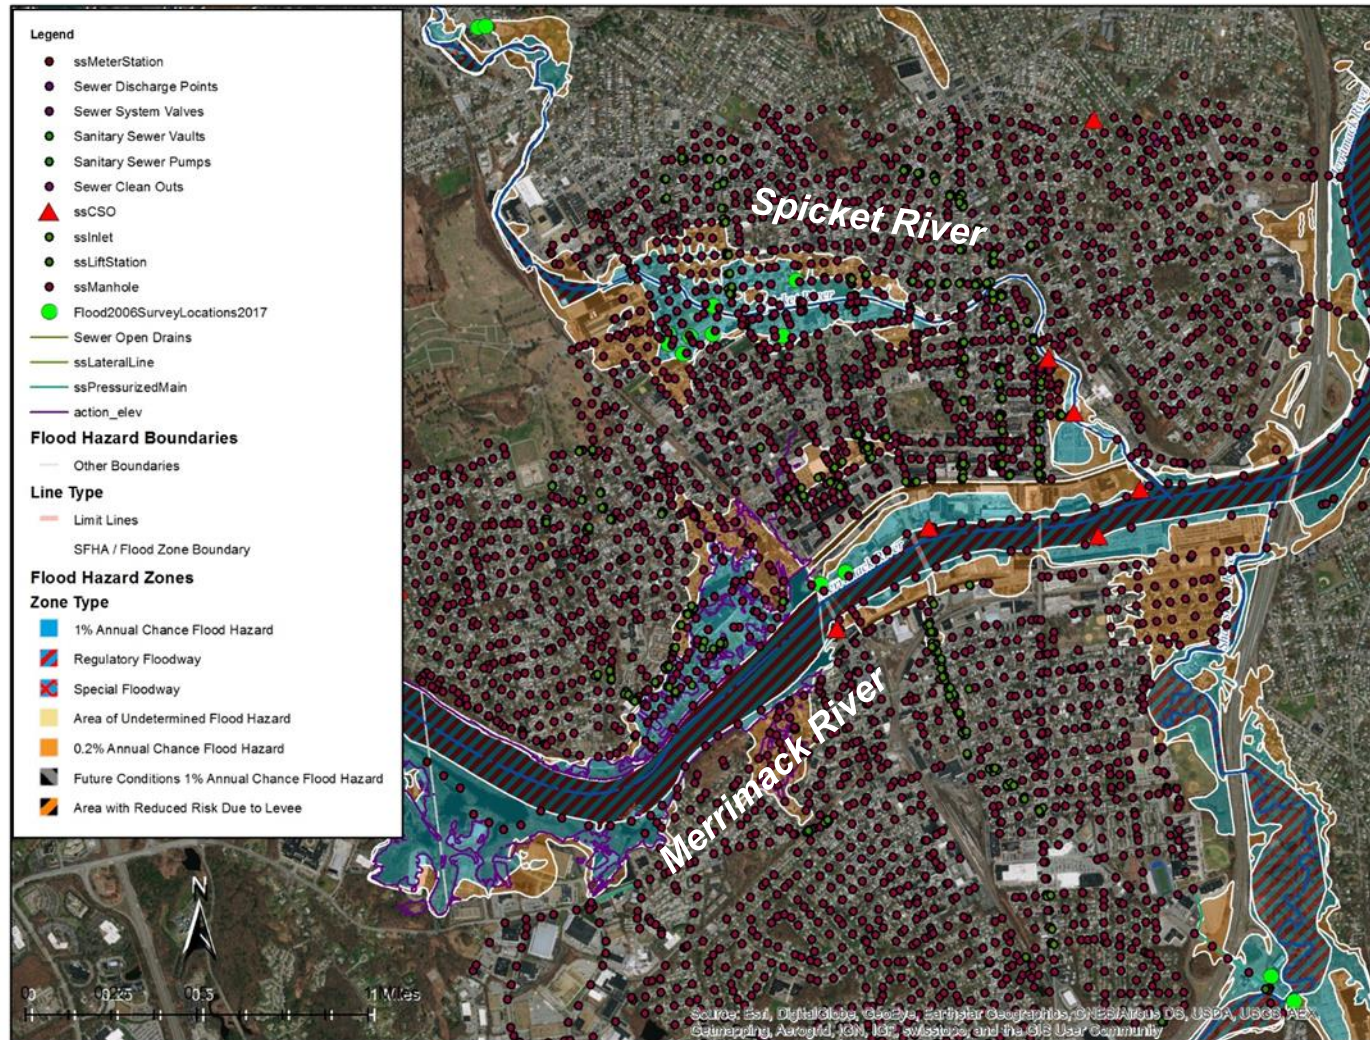 Legend
ssMeterStation
Sewer Discharge Points
Sewer System Valves
Sanitary Sewer Vaults
Sanitary Sewer Pumps
Sewer Clean Outs
ssCSO
ssInlet
ssLiftStation
ssManhole
Flood2006SurveyLocations2017
Sewer Open Drains
ssLateralLine
ssPressurizedMain
action_elev
Flood Hazard Boundaries
Other Boundaries
Line Type
Limit Lines
SFHA / Flood Zone Boundary
Flood Hazard Zones
Zone Type
1% Annual Chance Flood Hazard
Regulatory Floodway
Special Floodway
Area of Undetermined Flood Hazard
0.2% Annual Chance Flood Hazard
Future Conditions 1% Annual Chance Flood Hazard
Area with Reduced Risk Due to Levee
Spicket River
Merrimack River
N
0 0.25 0.5 1 Miles
Source: Esri, DigitalGlobe, GeoEye, Earthstar Geographics, CNES/Airbus DS, USDA, USGS, AEX,
Getmapping, Aerogrid, IGN, IGP, swisstopo, and the GIS User Community